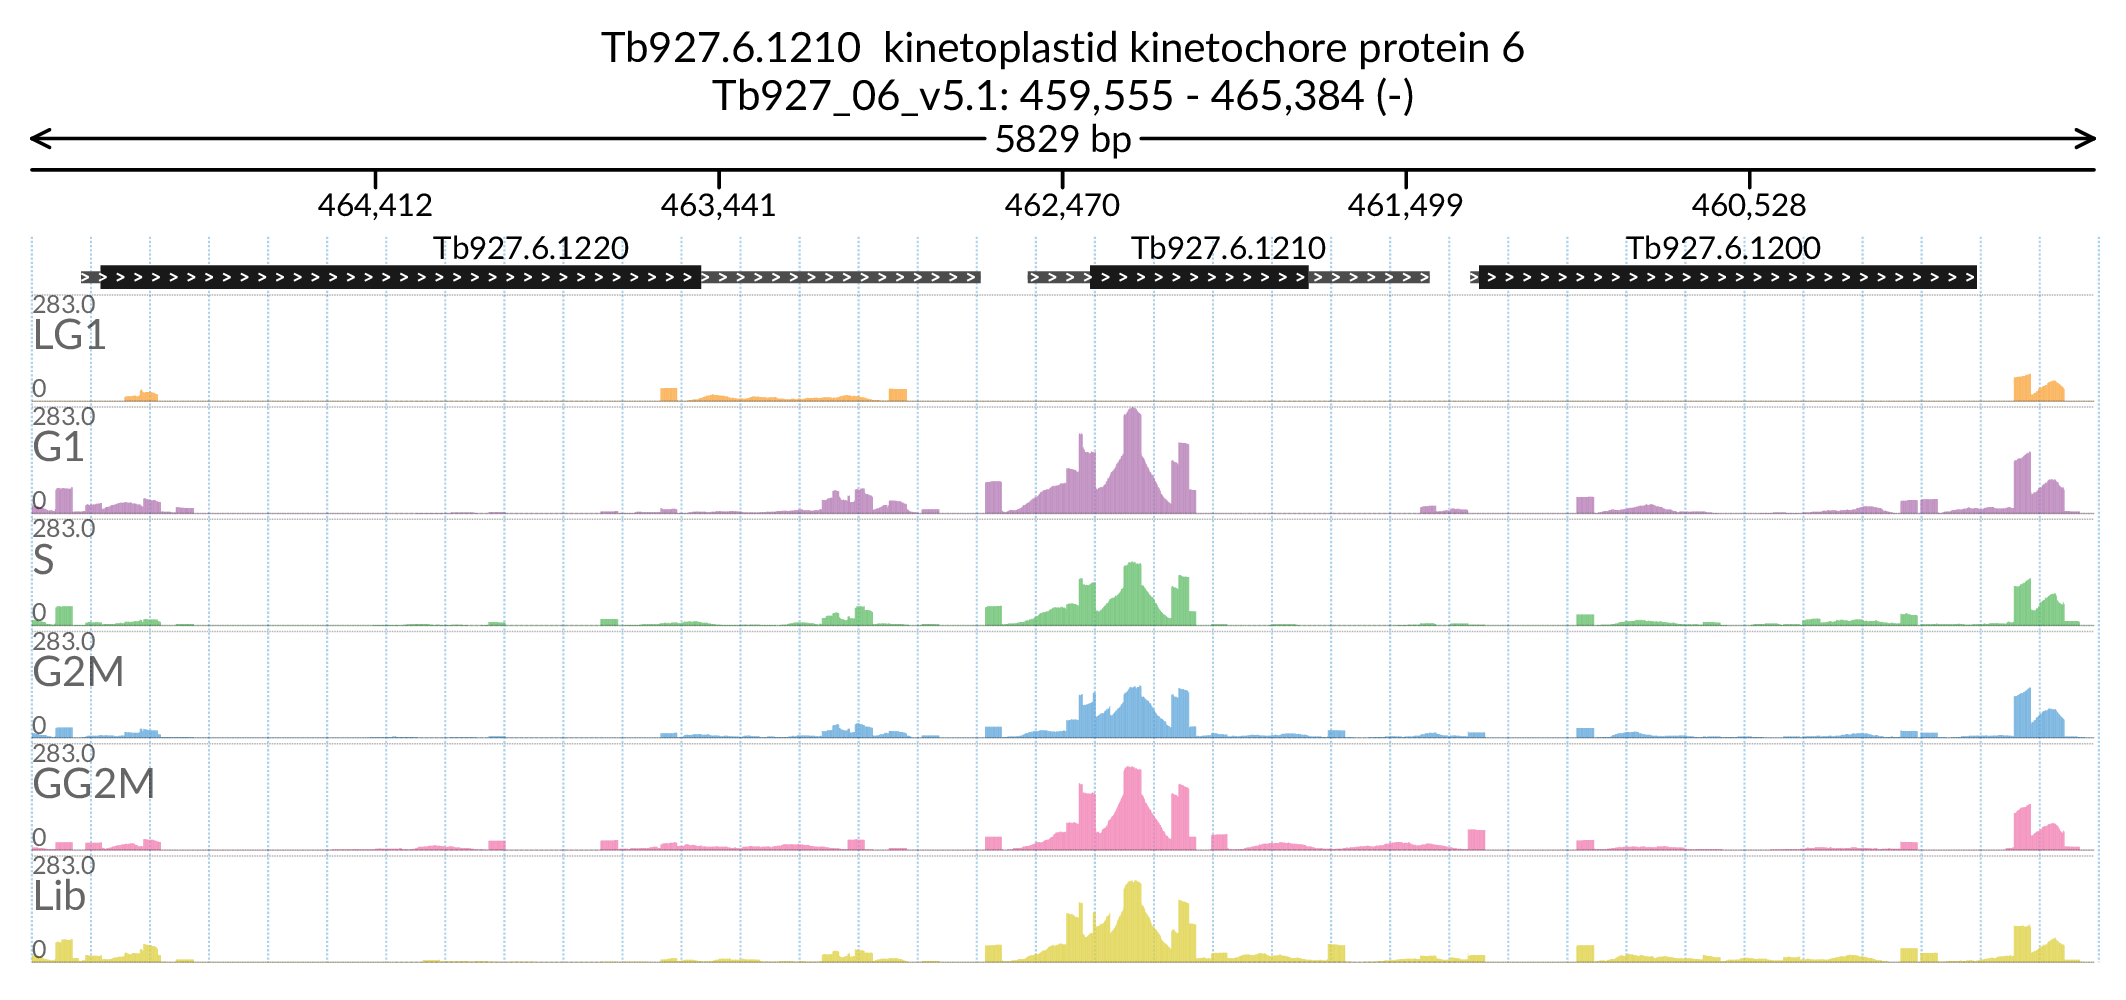 Tb927.6.1210  kinetoplastid kinetochore protein 6
Tb927_06_v5.1: 459,555 - 465,384 (-)
5829 bp
464,412 463,441 462,470 461,499 460,528
Tb927.6.1220 Tb927.6.1210 Tb927.6.1200
283.0
LG1
0
283.0
G1
0
283.0
S
0
283.0
G2M
0
283.0
GG2M
0
283.0
Lib
0